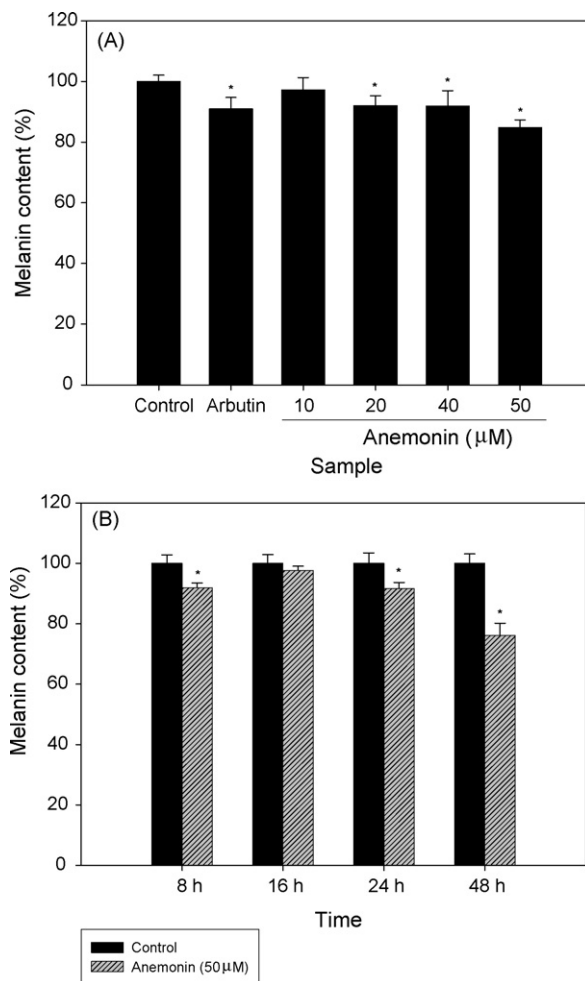 (A)
Melanin content (%)
120
100
80
60
40
20
0
* * * *
Control Arbutin 10 20 40 50
Anemonin (μM)
Sample
(B)
Melanin content (%)
120
100
80
60
40
20
0
* * *
8 h 16 h 24 h 48 h
Time
Control
Anemonin (50μM)